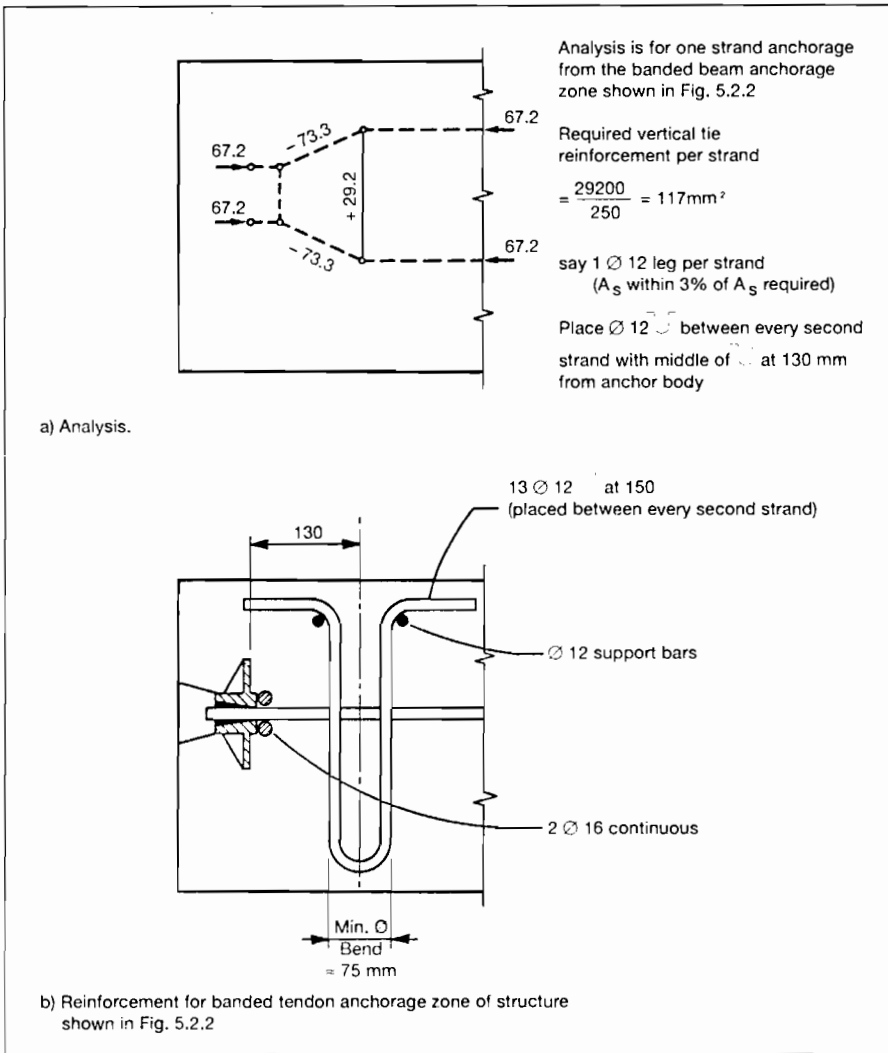 Analysis is for one strand anchorage
from the banded beam anchorage
zone shown in Fig. 5.2.2
Required vertical tie
reinforcement per strand
= 29200 / 250 = 117mm²
say 1 Ø 12 leg per strand
(As within 3% of As required)
Place Ø 12 between every second
strand with middle of at 130 mm
from anchor body
67.2
67.2
- 73.3
- 73.3
+ 29.2
67.2
67.2
a) Analysis.
13 Ø 12 at 150
(placed between every second strand)
130
Ø 12 support bars
2 Ø 16 continuous
Min. Ø
Bend
= 75 mm
b) Reinforcement for banded tendon anchorage zone of structure
shown in Fig. 5.2.2